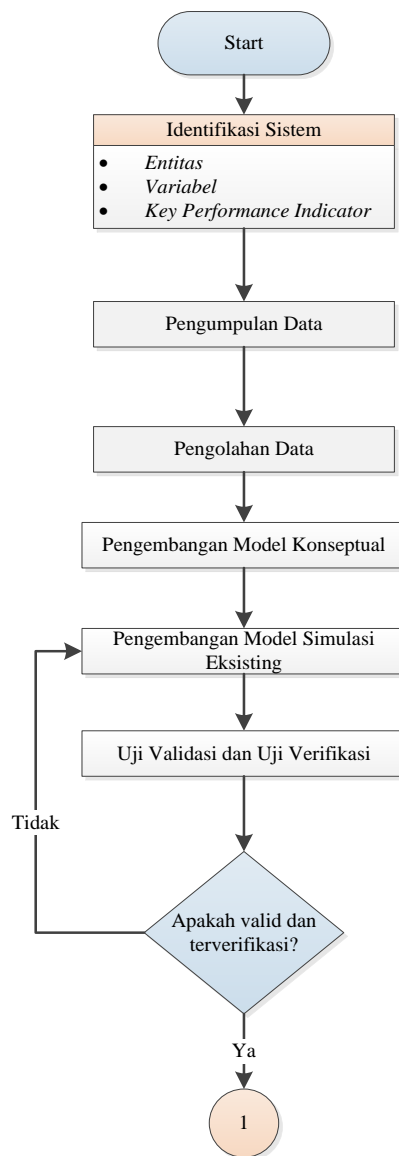 Start
Identifikasi Sistem
• Entitas
• Variabel
• Key Performance Indicator
Pengumpulan Data
Pengolahan Data
Pengembangan Model Konseptual
Pengembangan Model Simulasi
Eksisting
Uji Validasi dan Uji Verifikasi
Tidak
Apakah valid dan
terverifikasi?
Ya
1